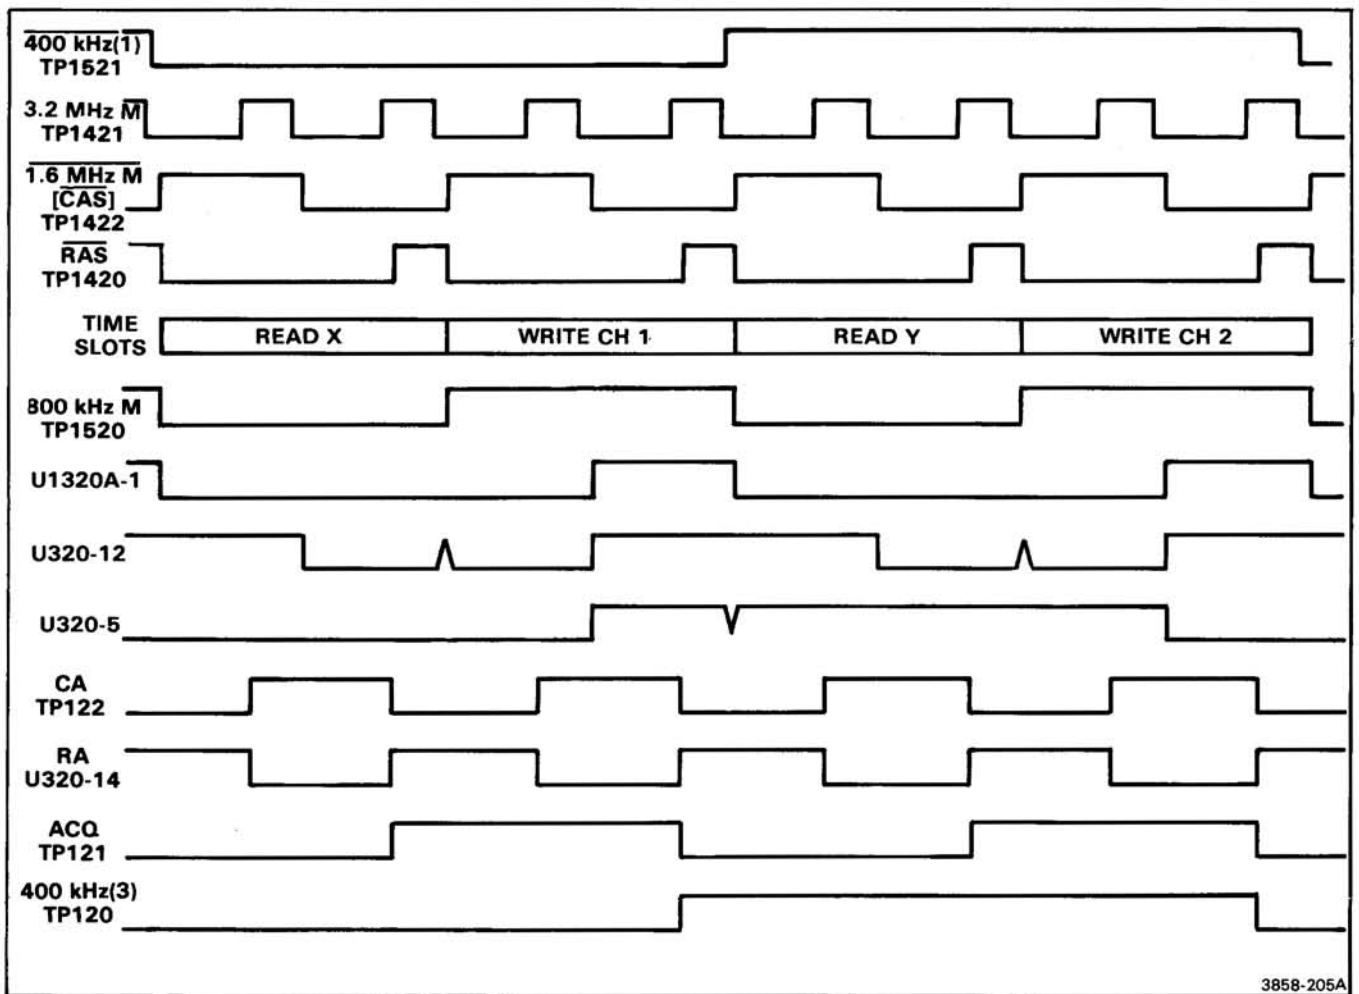 400 kHz(1)
TP1521
3.2 MHz M
TP1421
1.6 MHz M
[CAS]
TP1422
RAS
TP1420
TIME
SLOTS
READ X
WRITE CH 1
READ Y
WRITE CH 2
800 kHz M
TP1520
U1320A-1
U320-12
U320-5
CA
TP122
RA
U320-14
ACQ
TP121
400 kHz(3)
TP120
3858-205A